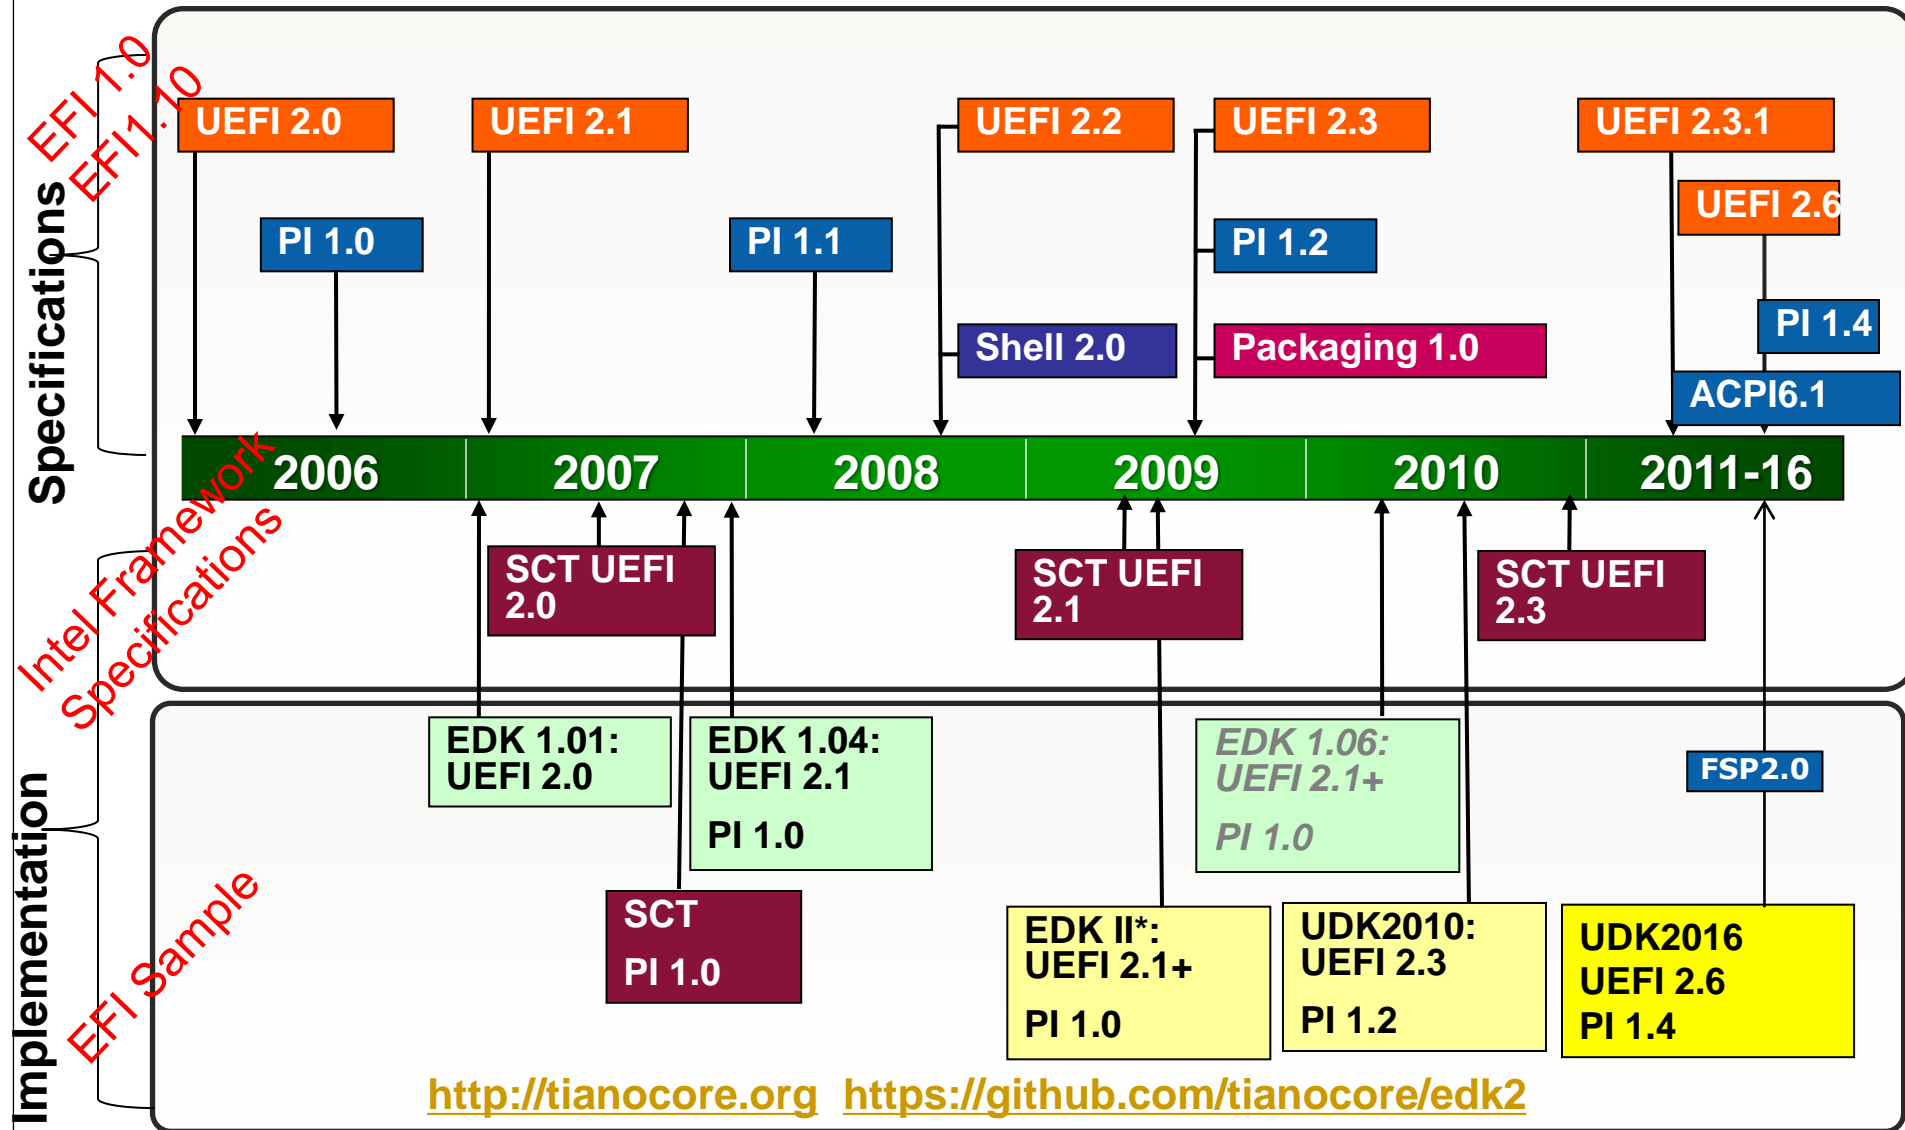 EFI 1.0
EFI1.10
Specifications
UEFI 2.0
UEFI 2.1
UEFI 2.2
UEFI 2.3
UEFI 2.3.1
UEFI 2.6
PI 1.0
PI 1.1
PI 1.2
PI 1.4
Shell 2.0
Packaging 1.0
ACPI6.1
2006
2007
2008
2009
2010
2011-16
Intel Framework
Specifications
SCT UEFI
2.0
SCT UEFI
2.1
SCT UEFI
2.3
Implementation
EFI Sample
EDK 1.01:
UEFI 2.0
EDK 1.04:
UEFI 2.1
PI 1.0
EDK 1.06:
UEFI 2.1+
PI 1.0
FSP2.0
SCT
PI 1.0
EDK II*:
UEFI 2.1+
PI 1.0
UDK2010:
UEFI 2.3
PI 1.2
UDK2016
UEFI 2.6
PI 1.4
http://tianocore.org https://github.com/tianocore/edk2